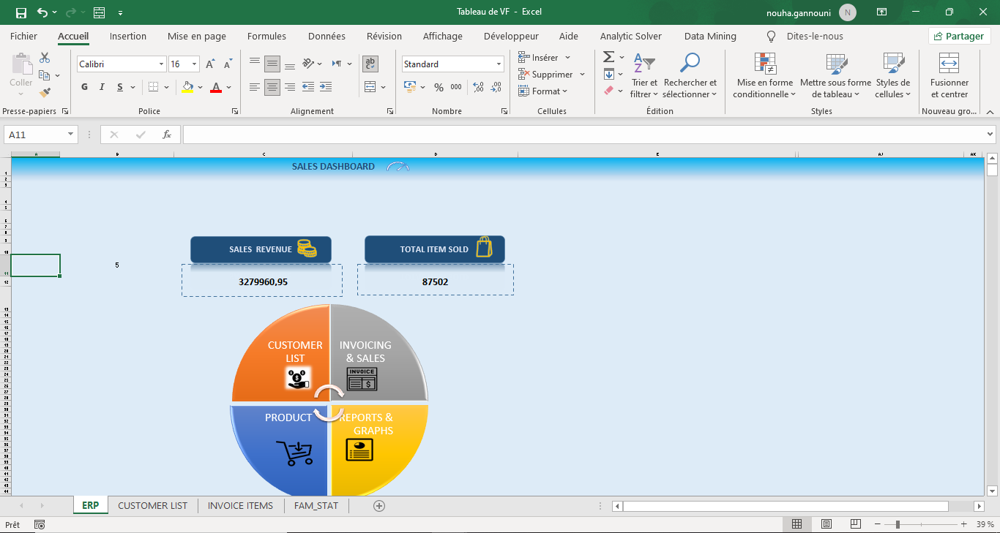 Tableau de VF - Excel
nouha.gannouni
N
Fichier Accueil Insertion Mise en page Formules Données Révision Affichage Développeur Aide Analytic Solver Data Mining Dites-le-nous Partager
Coller
Presse-papiers
Calibri 16
G I S A
Police
ab
Alignement
Standard
% 000
Nombre
Insérer
Supprimer
Format
Cellules
Trier et
filtrer
Rechercher et
sélectionner
Édition
Mise en forme
conditionnelle
Mettre sous forme
de tableau
Styles de
cellules
Styles
Fusionner
et centrer
Nouveau gro...
A11 fx
A B C D E AJ AK
SALES DASHBOARD
SALES REVENUE
TOTAL ITEM SOLD
5
3279960,95
87502
CUSTOMER
LIST
INVOICING
& SALES
INVOICE
PRODUCT
REPORTS &
GRAPHS
ERP CUSTOMER LIST INVOICE ITEMS FAM_STAT
Prêt
39 %